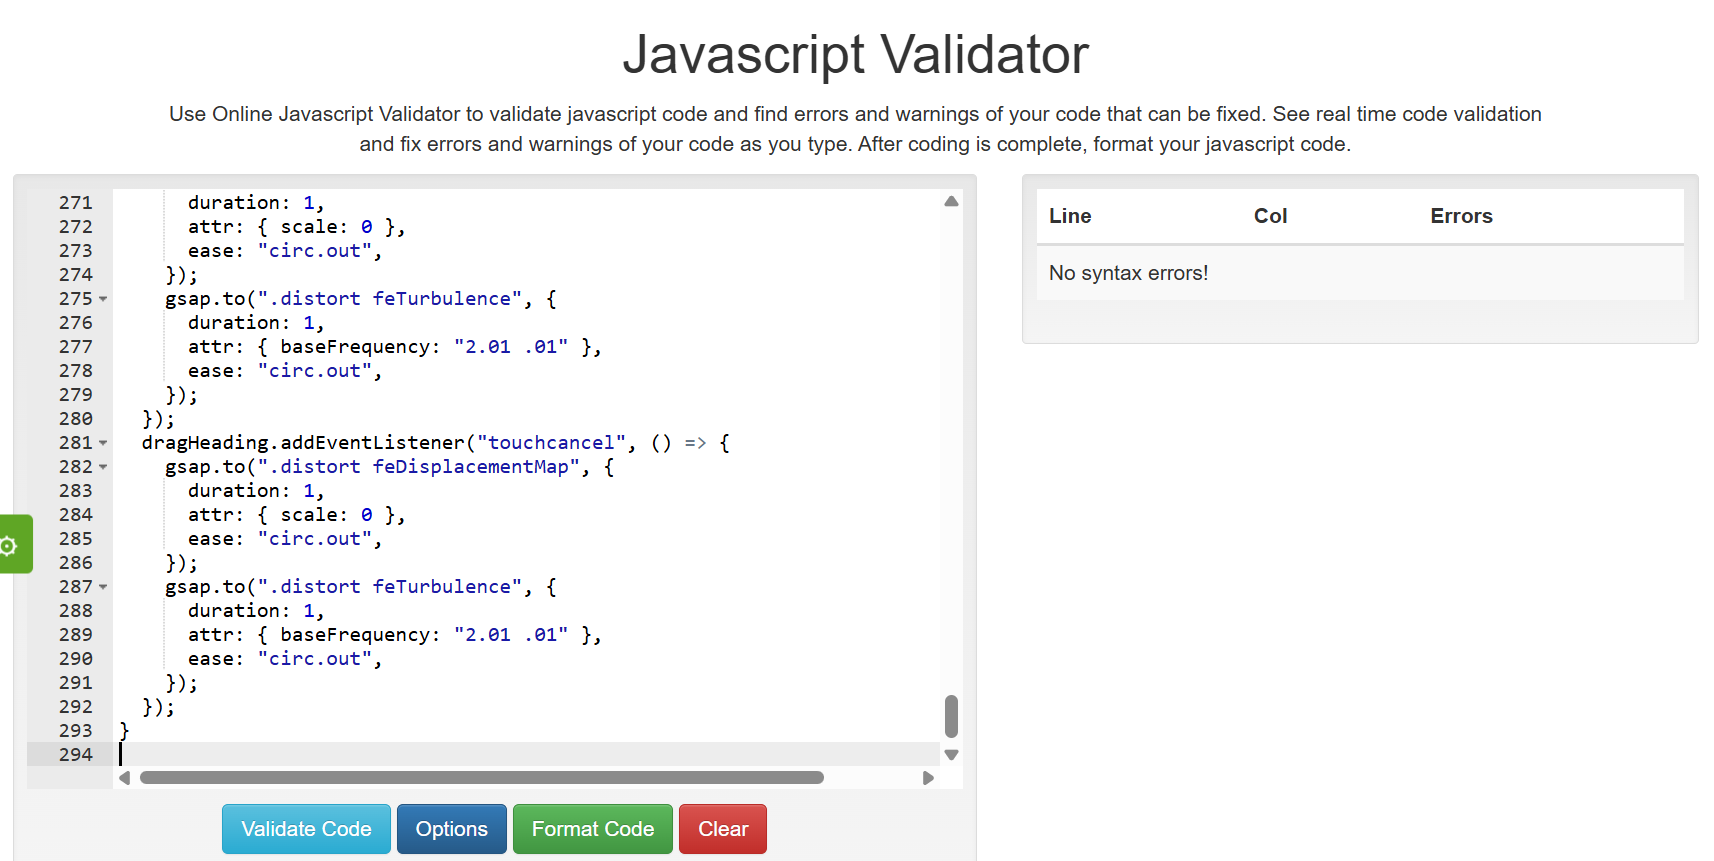 Javascript Validator
Use Online Javascript Validator to validate javascript code and find errors and warnings of your code that can be fixed. See real time code validation
and fix errors and warnings of your code as you type. After coding is complete, format your javascript code.
271 duration: 1,
272 attr: { scale: 0 },
273 ease: "circ.out",
274 });
275 gsap.to(".distort feTurbulence", {
276 duration: 1,
277 attr: { baseFrequency: "2.01 .01" },
278 ease: "circ.out",
279 });
280 });
281 dragHeading.addEventListener("touchcancel", () => {
282 gsap.to(".distort feDisplacementMap", {
283 duration: 1,
284 attr: { scale: 0 },
285 ease: "circ.out",
286 });
287 gsap.to(".distort feTurbulence", {
288 duration: 1,
289 attr: { baseFrequency: "2.01 .01" },
290 ease: "circ.out",
291 });
292 });
293 }
294
Validate Code Options Format Code Clear
Line Col Errors
No syntax errors!